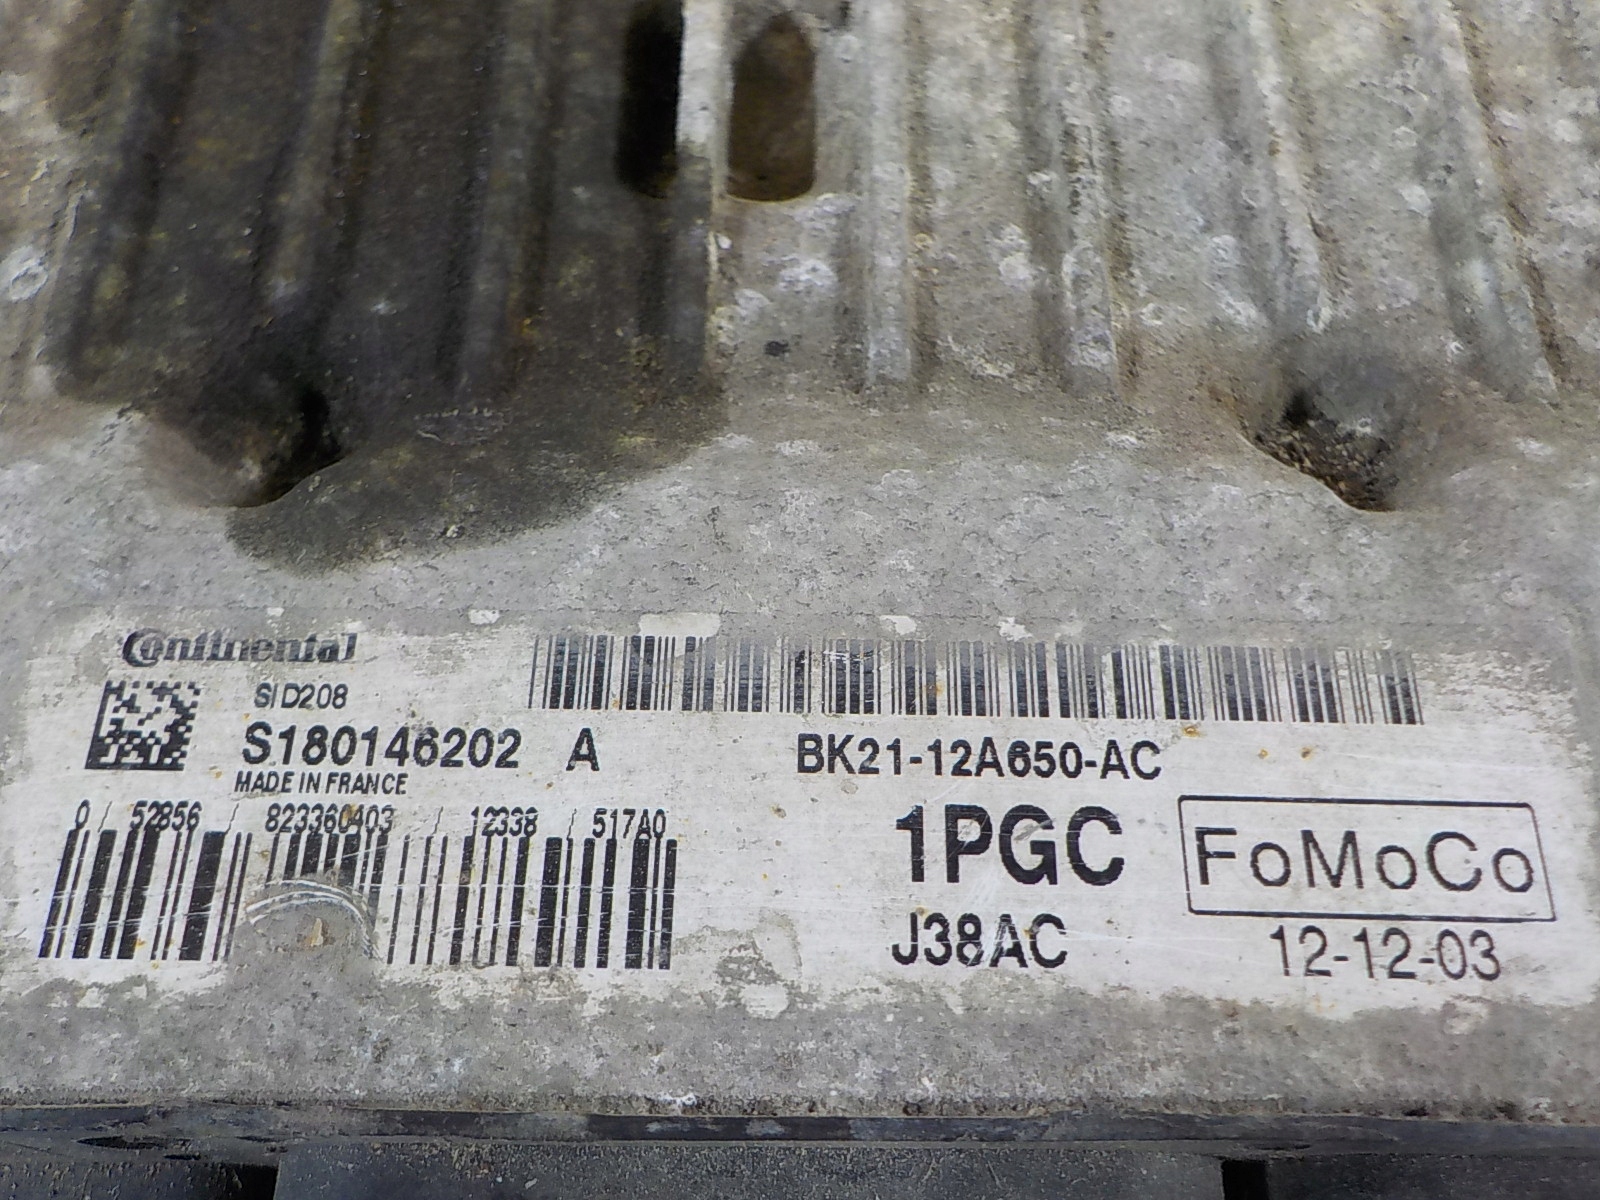 Continental
SID208
S180146202 A
MADE IN FRANCE
0 / 52856 / 823360403 / 12338 / 517A0
BK21-12A650-AC
1PGC
FoMoCo
J38AC
12-12-03